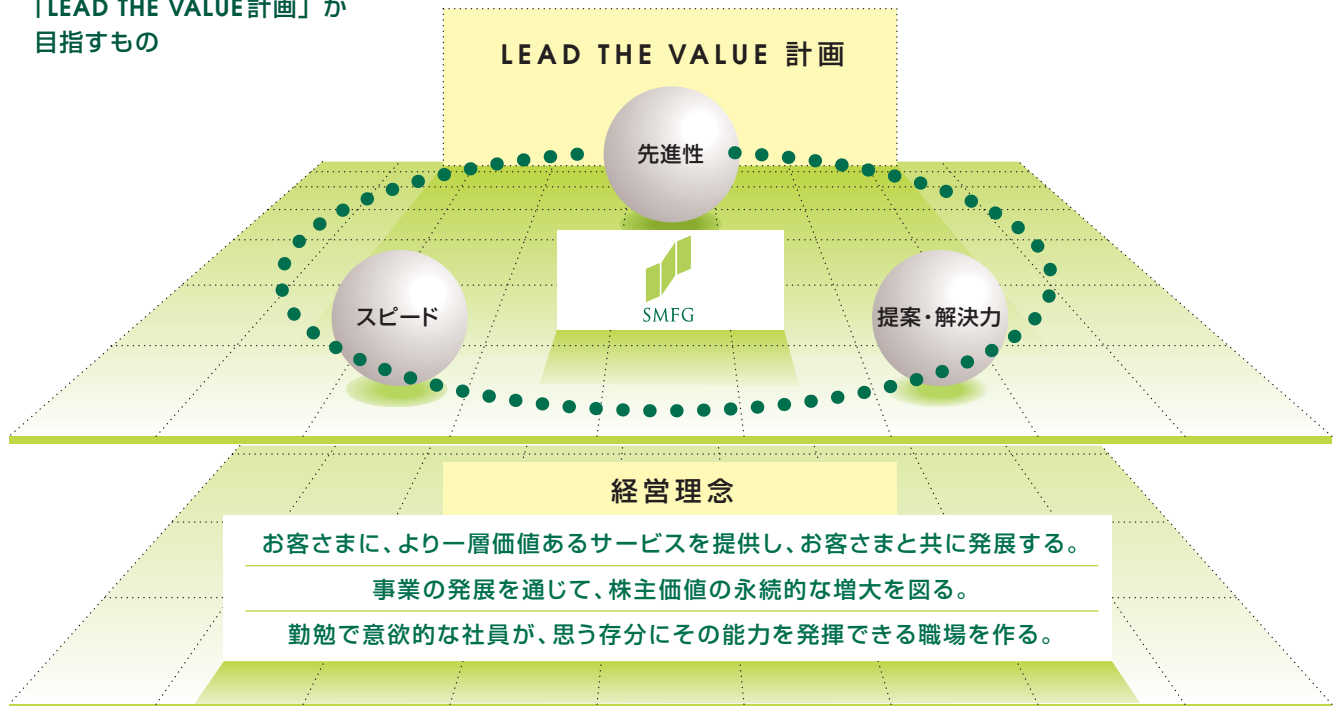 「LEAD THE VALUE計画」が
目指すもの
LEAD THE VALUE 計画
先進性
スピード
SMFG
提案・解決力
経営理念
お客さまに、より一層価値あるサービスを提供し、お客さまと共に発展する。
事業の発展を通じて、株主価値の永続的な増大を図る。
勤勉で意欲的な社員が、思う存分にその能力を発揮できる職場を作る。